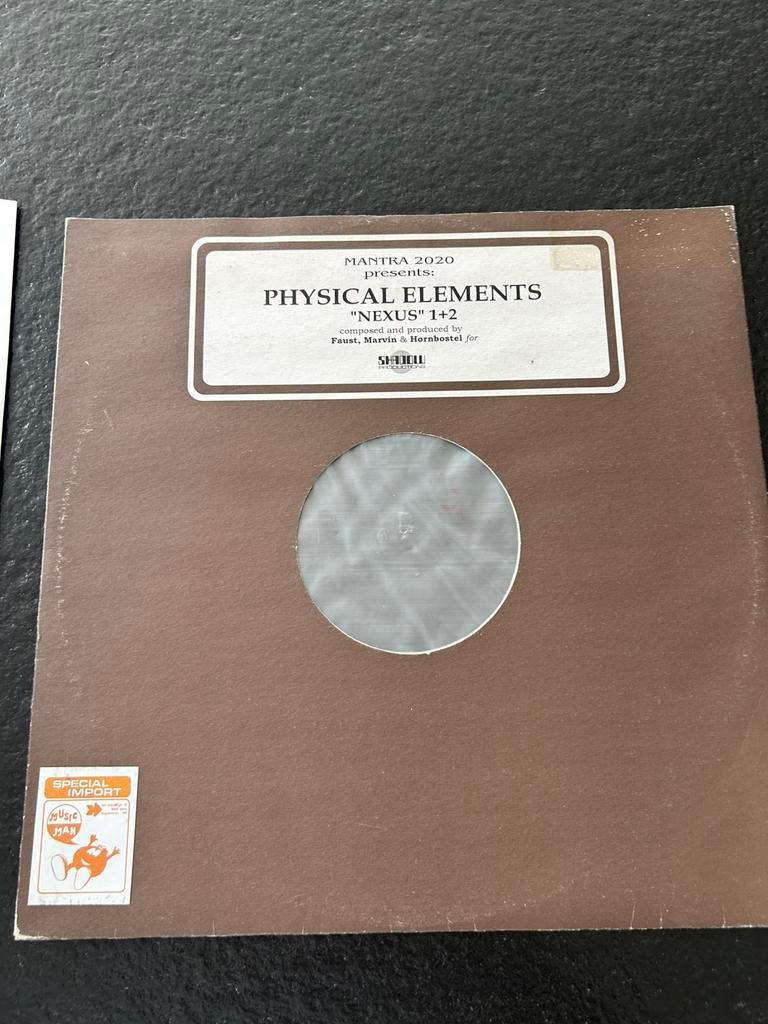 MANTRA 2020
presents:
PHYSICAL ELEMENTS
"NEXUS" 1+2
composed and produced by
Faust, Marvin & Hornbostel for
SHADOW
PRODUCTIONS
SPECIAL
IMPORT
MUSIC
MAN